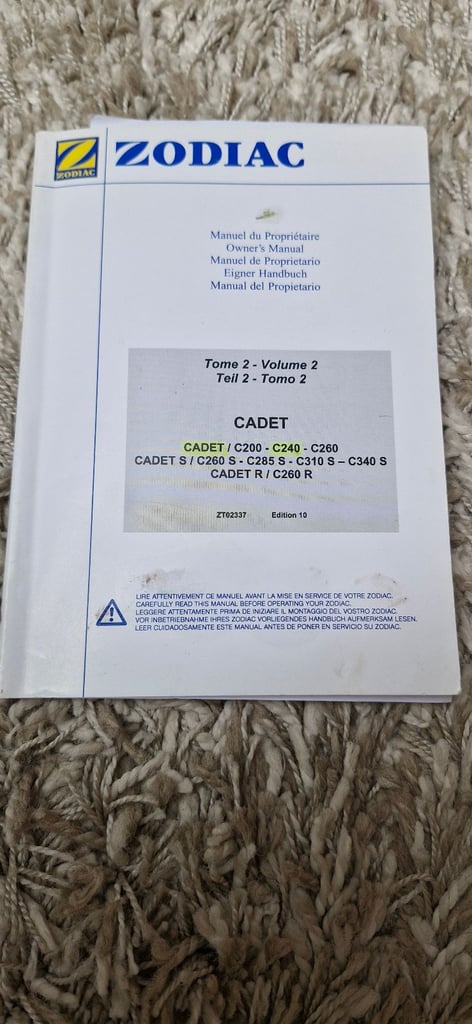 ZODIAC
ZODIAC
Manuel du Propriétaire
Owner's Manual
Manuel de Proprietario
Eigner Handbuch
Manual del Propietario
Tome 2 - Volume 2
Teil 2 - Tomo 2
CADET
CADET / C200 - C240 - C260
CADET S / C260 S - C285 S - C310 S – C340 S
CADET R / C260 R
ZT02337 Edition 10
LIRE ATTENTIVEMENT CE MANUEL AVANT LA MISE EN SERVICE DE VOTRE ZODIAC.
CAREFULLY READ THIS MANUAL BEFORE OPERATING YOUR ZODIAC.
LEGGERE ATTENTAMENTE PRIMA DE INIZIARE IL MONTAGGIO DEL VOSTRO ZODIAC.
VOR INBETRIEBNAHME IHRES ZODIAC VORLIEGENDES HANDBUCH AUFMERKSAM LESEN.
LEER CUIDADOSAMENTE ESTE MANUAL ANTES DE PONER EN SERVICIO SU ZODIAC.